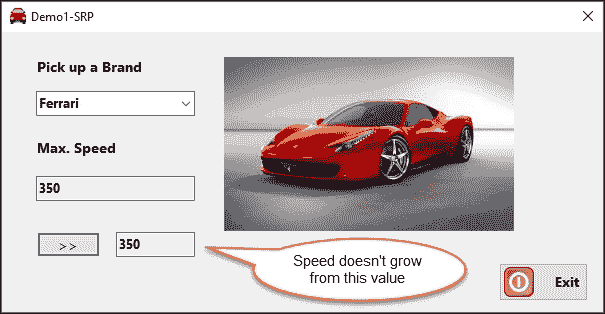 Demo1-SRP
Pick up a Brand
Ferrari
Max. Speed
350
>>
350
Speed doesn't grow
from this value
Exit